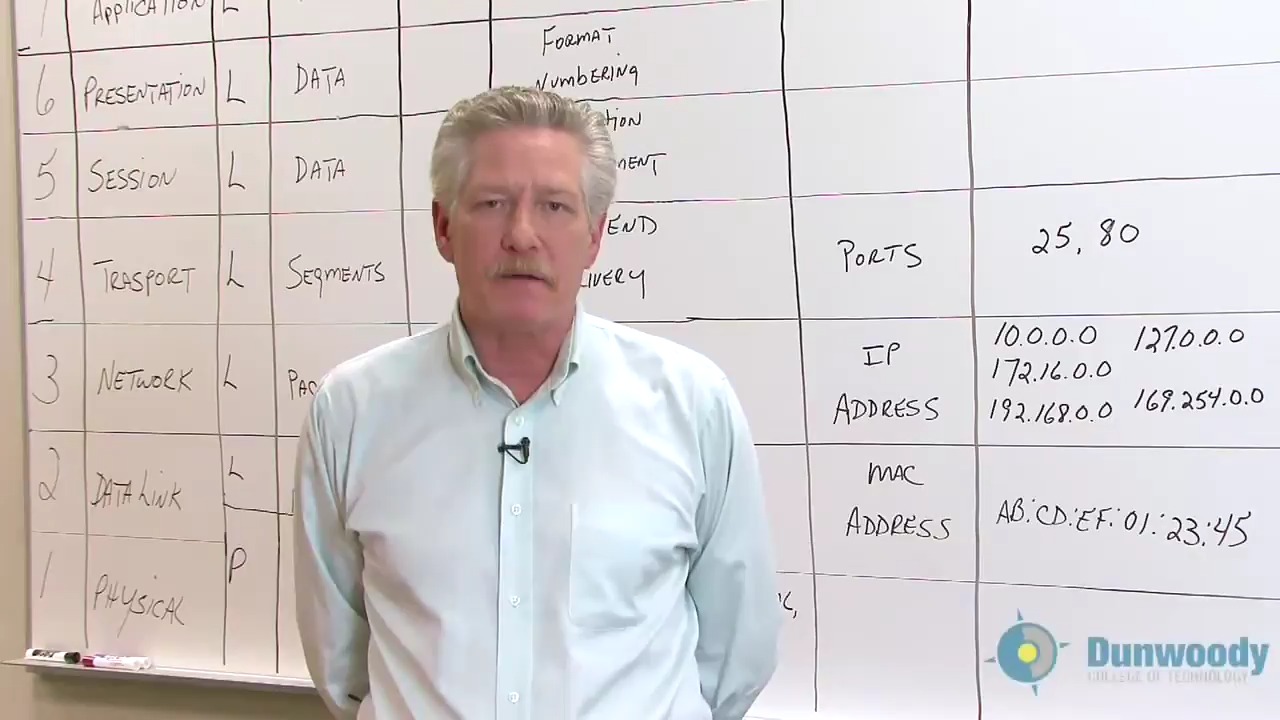 7 APPLICATION L
6 PRESENTATION L DATA FORMAT
NUMBERING
5 SESSION L DATA
4 TRASPORT L SEGMENTS END PORTS 25, 80
3 NETWORK L IP ADDRESS 10.0.0.0 127.0.0.0
172.16.0.0
192.168.0.0 169.254.0.0
2 DATA LINK L MAC ADDRESS AB:CD:EF:01:23:45
1 PHYSICAL P
Dunwoody
COLLEGE OF TECHNOLOGY